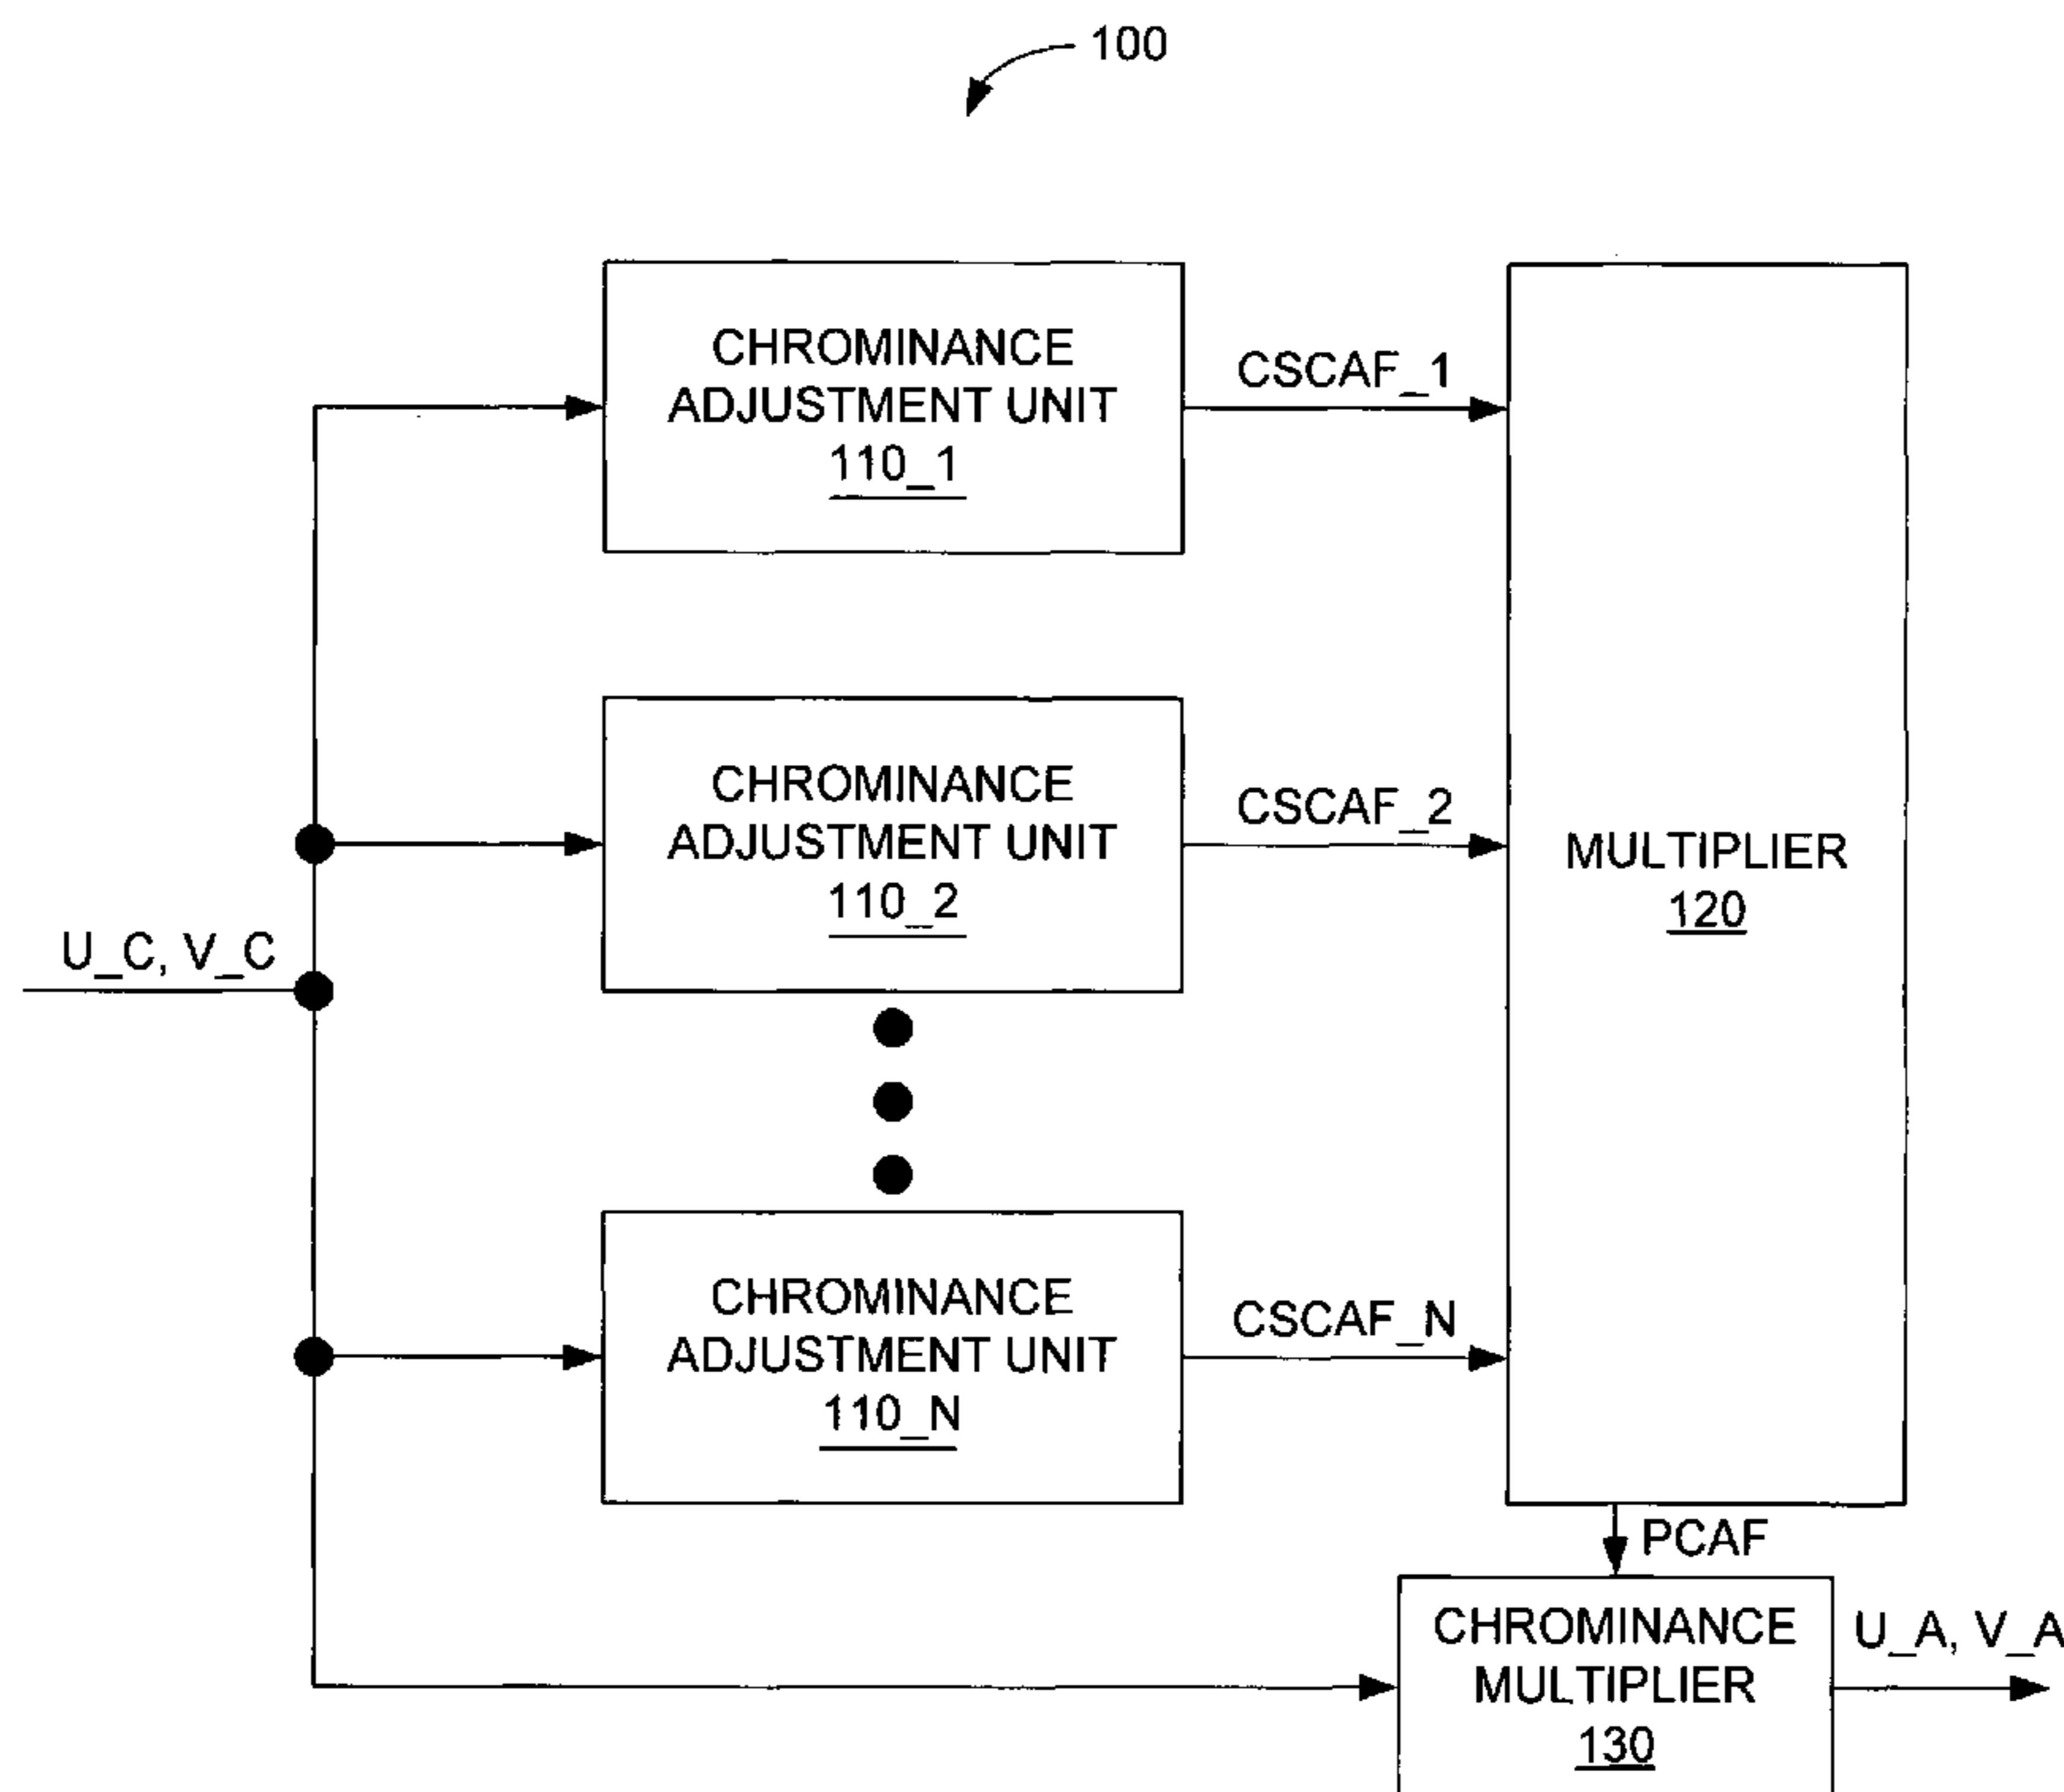 100
CHROMINANCE
ADJUSTMENT UNIT
110_1
CSCAF_1
CHROMINANCE
ADJUSTMENT UNIT
110_2
CSCAF_2
MULTIPLIER
120
U_C, V_C
CHROMINANCE
ADJUSTMENT UNIT
110_N
CSCAF_N
PCAF
CHROMINANCE
MULTIPLIER
130
U_A, V_A